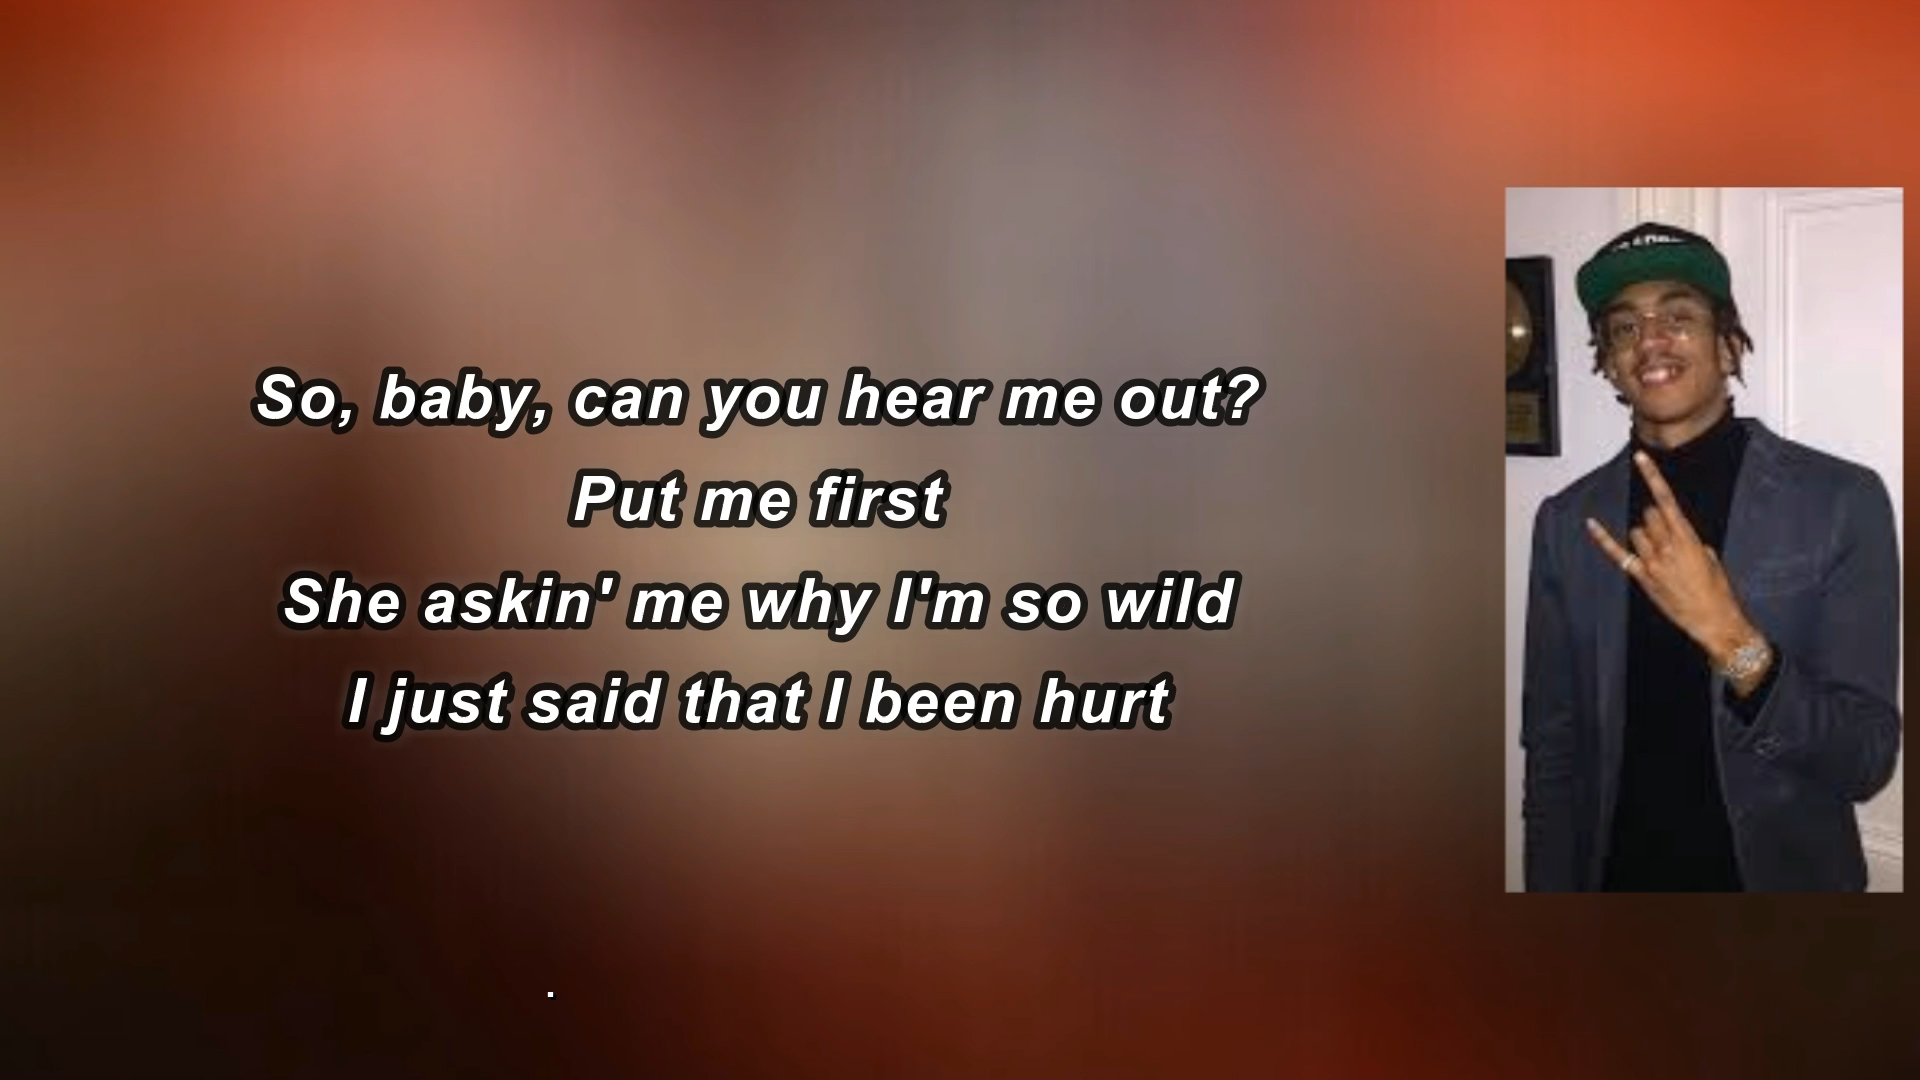 So, baby, can you hear me out?
Put me first
She askin' me why I'm so wild
I just said that I been hurt
.